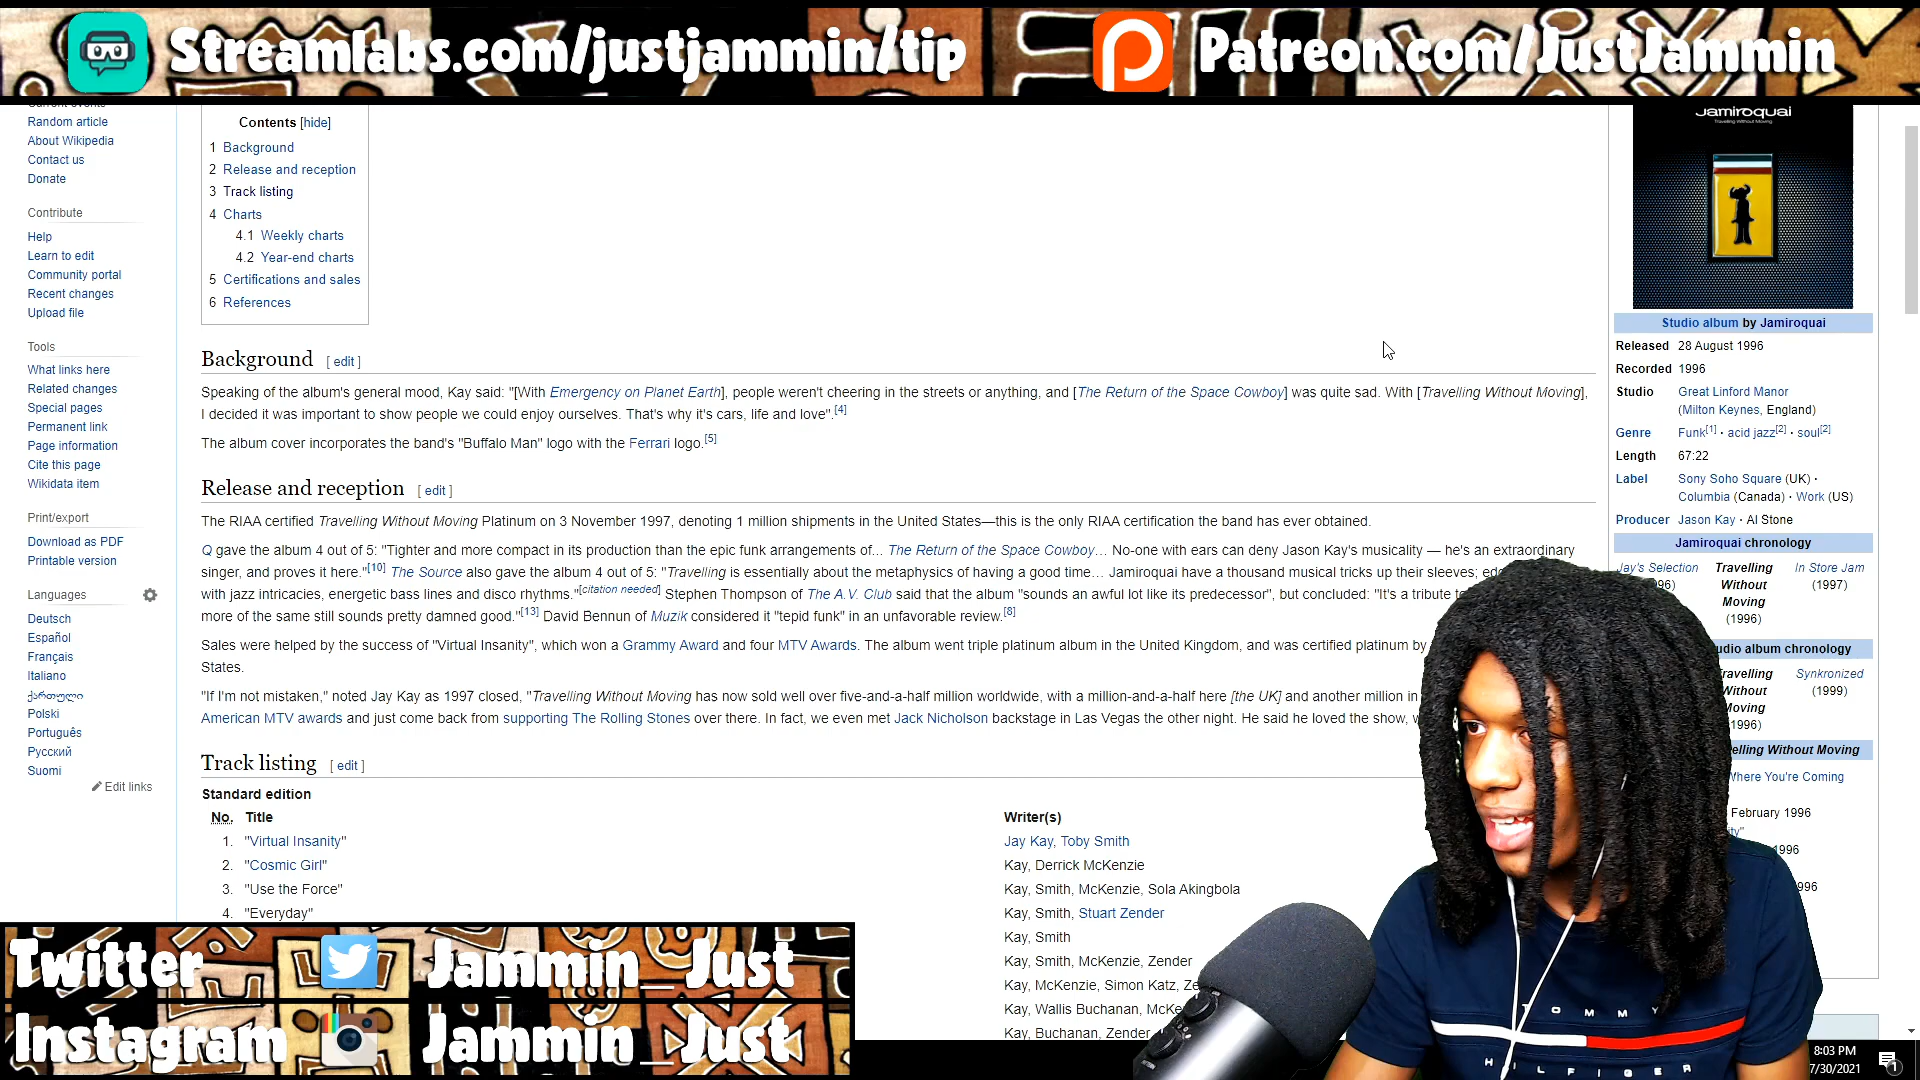 Streamlabs.com/justjammin/tip
Patreon.com/JustJammin
Current events
Random article
About Wikipedia
Contact us
Donate
Contribute
Help
Learn to edit
Community portal
Recent changes
Upload file
Tools
What links here
Related changes
Special pages
Permanent link
Page information
Cite this page
Wikidata item
Print/export
Download as PDF
Printable version
Languages
Deutsch
Español
Français
Italiano
ქართული
Polski
Português
Русский
Suomi
Edit links
Contents [hide]
1 Background
2 Release and reception
3 Track listing
4 Charts
4.1 Weekly charts
4.2 Year-end charts
5 Certifications and sales
6 References
Background [ edit ]
Speaking of the album's general mood, Kay said: "[With Emergency on Planet Earth], people weren't cheering in the streets or anything, and [The Return of the Space Cowboy] was quite sad. With [Travelling Without Moving],
I decided it was important to show people we could enjoy ourselves. That's why it's cars, life and love".[4]
The album cover incorporates the band's "Buffalo Man" logo with the Ferrari logo.[5]
Release and reception [ edit ]
The RIAA certified Travelling Without Moving Platinum on 3 November 1997, denoting 1 million shipments in the United States—this is the only RIAA certification the band has ever obtained.
Q gave the album 4 out of 5: "Tighter and more compact in its production than the epic funk arrangements of... The Return of the Space Cowboy... No-one with ears can deny Jason Kay's musicality — he's an extraordinary
singer, and proves it here."[10] The Source also gave the album 4 out of 5: "Travelling is essentially about the metaphysics of having a good time… Jamiroquai have a thousand musical tricks up their sleeves;
with jazz intricacies, energetic bass lines and disco rhythms."[citation needed] Stephen Thompson of The A.V. Club said that the album "sounds an awful lot like its predecessor", but concluded: "It's a tribute
more of the same still sounds pretty damned good."[13] David Bennun of Muzik considered it "tepid funk" in an unfavorable review.[8]
Sales were helped by the success of "Virtual Insanity", which won a Grammy Award and four MTV Awards. The album went triple platinum album in the United Kingdom, and was certified platinum by
States.
"If I'm not mistaken," noted Jay Kay as 1997 closed, "Travelling Without Moving has now sold well over five-and-a-half million worldwide, with a million-and-a-half here [the UK] and another million in
American MTV awards and just come back from supporting The Rolling Stones over there. In fact, we even met Jack Nicholson backstage in Las Vegas the other night. He said he loved the show,
Track listing [ edit ]
Standard edition
No. Title Writer(s)
1. "Virtual Insanity" Jay Kay, Toby Smith
2. "Cosmic Girl" Kay, Derrick McKenzie
3. "Use the Force" Kay, Smith, McKenzie, Sola Akingbola
4. "Everyday" Kay, Smith, Stuart Zender
Kay, Smith
Kay, Smith, McKenzie, Zender
Kay, McKenzie, Simon Katz,
Kay, Wallis Buchanan,
Kay, Buchanan, Zender
Jamiroquai
Travelling Without Moving
Studio album by Jamiroquai
Released 28 August 1996
Recorded 1996
Studio Great Linford Manor
(Milton Keynes, England)
Genre Funk[1] · acid jazz[2] · soul[2]
Length 67:22
Label Sony Soho Square (UK) ·
Columbia (Canada) · Work (US)
Producer Jason Kay · Al Stone
Jamiroquai chronology
Jay's Selection Travelling Without Moving (1996) In Store Jam (1997)
album chronology
Without Moving Synkronized (1999)
Without Moving
You're Coming
February 1996
1996
Twitter Jammin_Just
Instagram Jammin_Just
TOMMY
HILFIGER
8:03 PM
7/30/2021
1